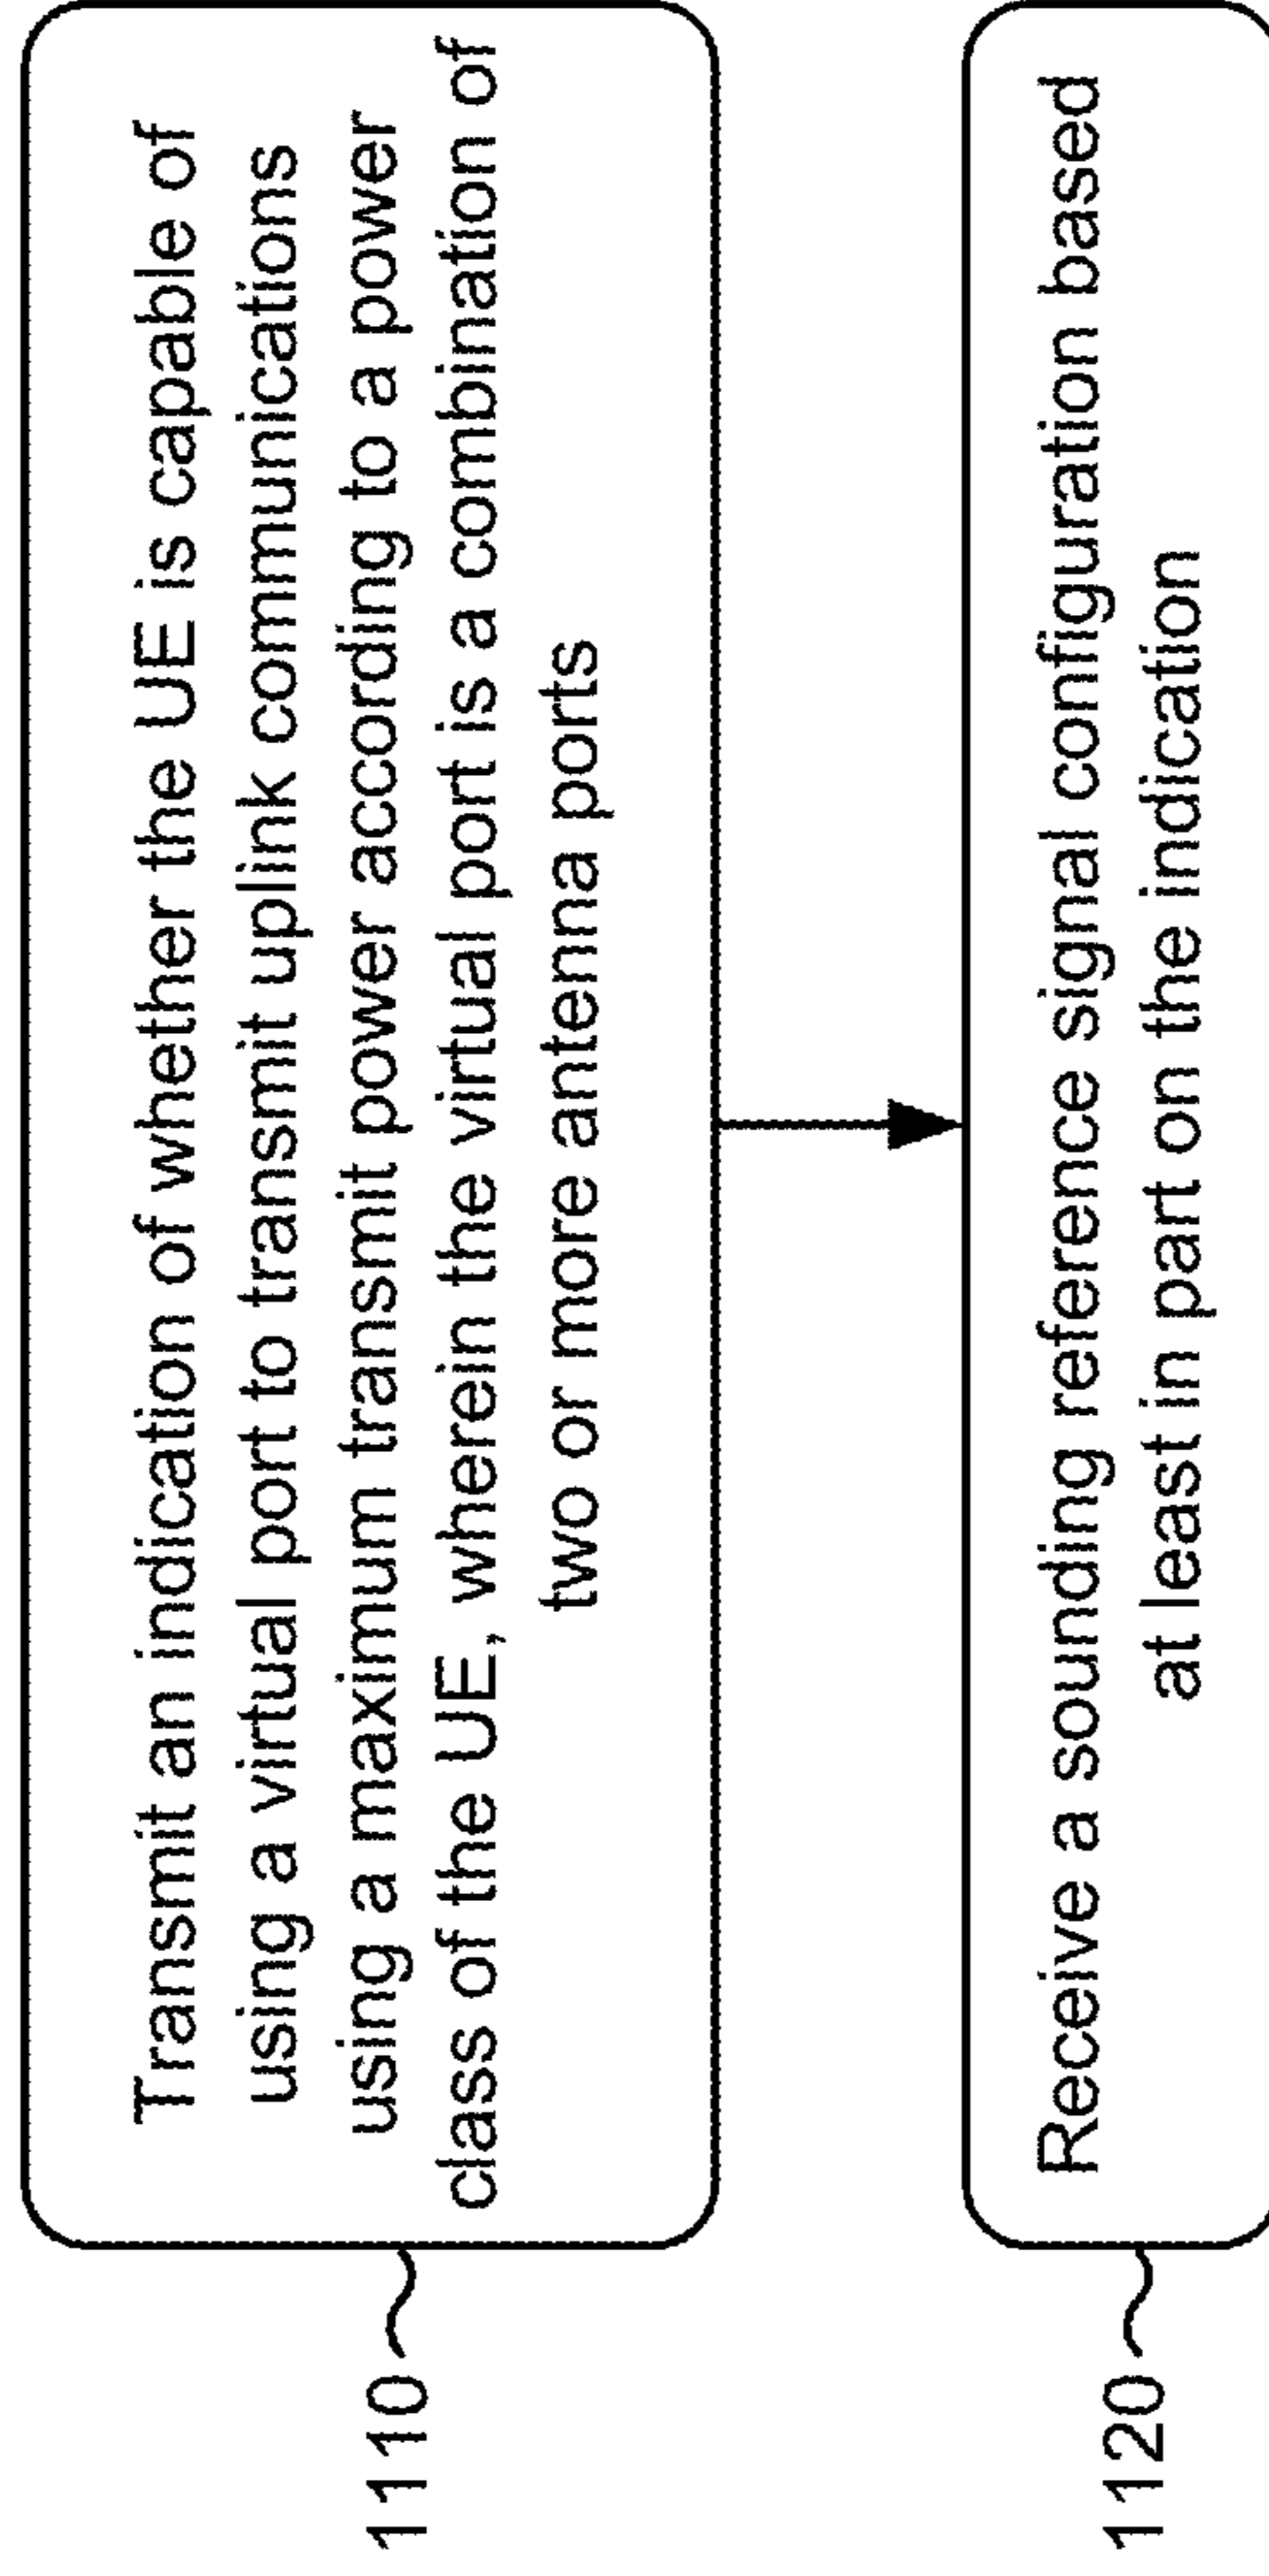 Transmit an indication of whether the UE is capable of
using a virtual port to transmit uplink communications
using a maximum transmit power according to a power
class of the UE, wherein the virtual port is a combination of
two or more antenna ports
1110
Receive a sounding reference signal configuration based
at least in part on the indication
1120